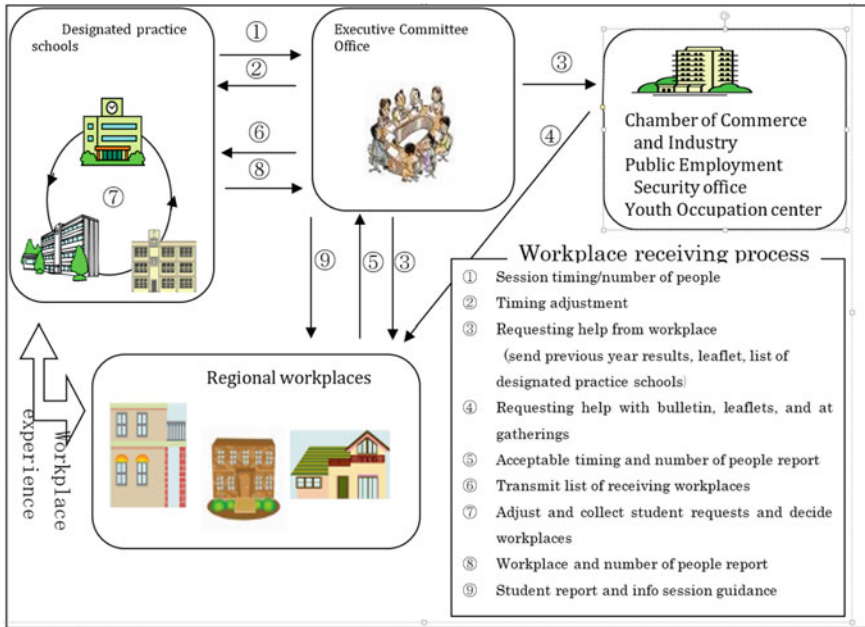 Designated practice
schools
①
②
⑥
⑧
⑦
Executive Committee
Office
③
④
Chamber of Commerce
and Industry
Public Employment
Security office
Youth Occupation center
⑨
⑤
③
Workplace
experience
Regional workplaces
Workplace receiving process
① Session timing/number of people
② Timing adjustment
③ Requesting help from workplace
(send previous year results, leaflet, list of
designated practice schools)
④ Requesting help with bulletin, leaflets, and at
gatherings
⑤ Acceptable timing and number of people report
⑥ Transmit list of receiving workplaces
⑦ Adjust and collect student requests and decide
workplaces
⑧ Workplace and number of people report
⑨ Student report and info session guidance